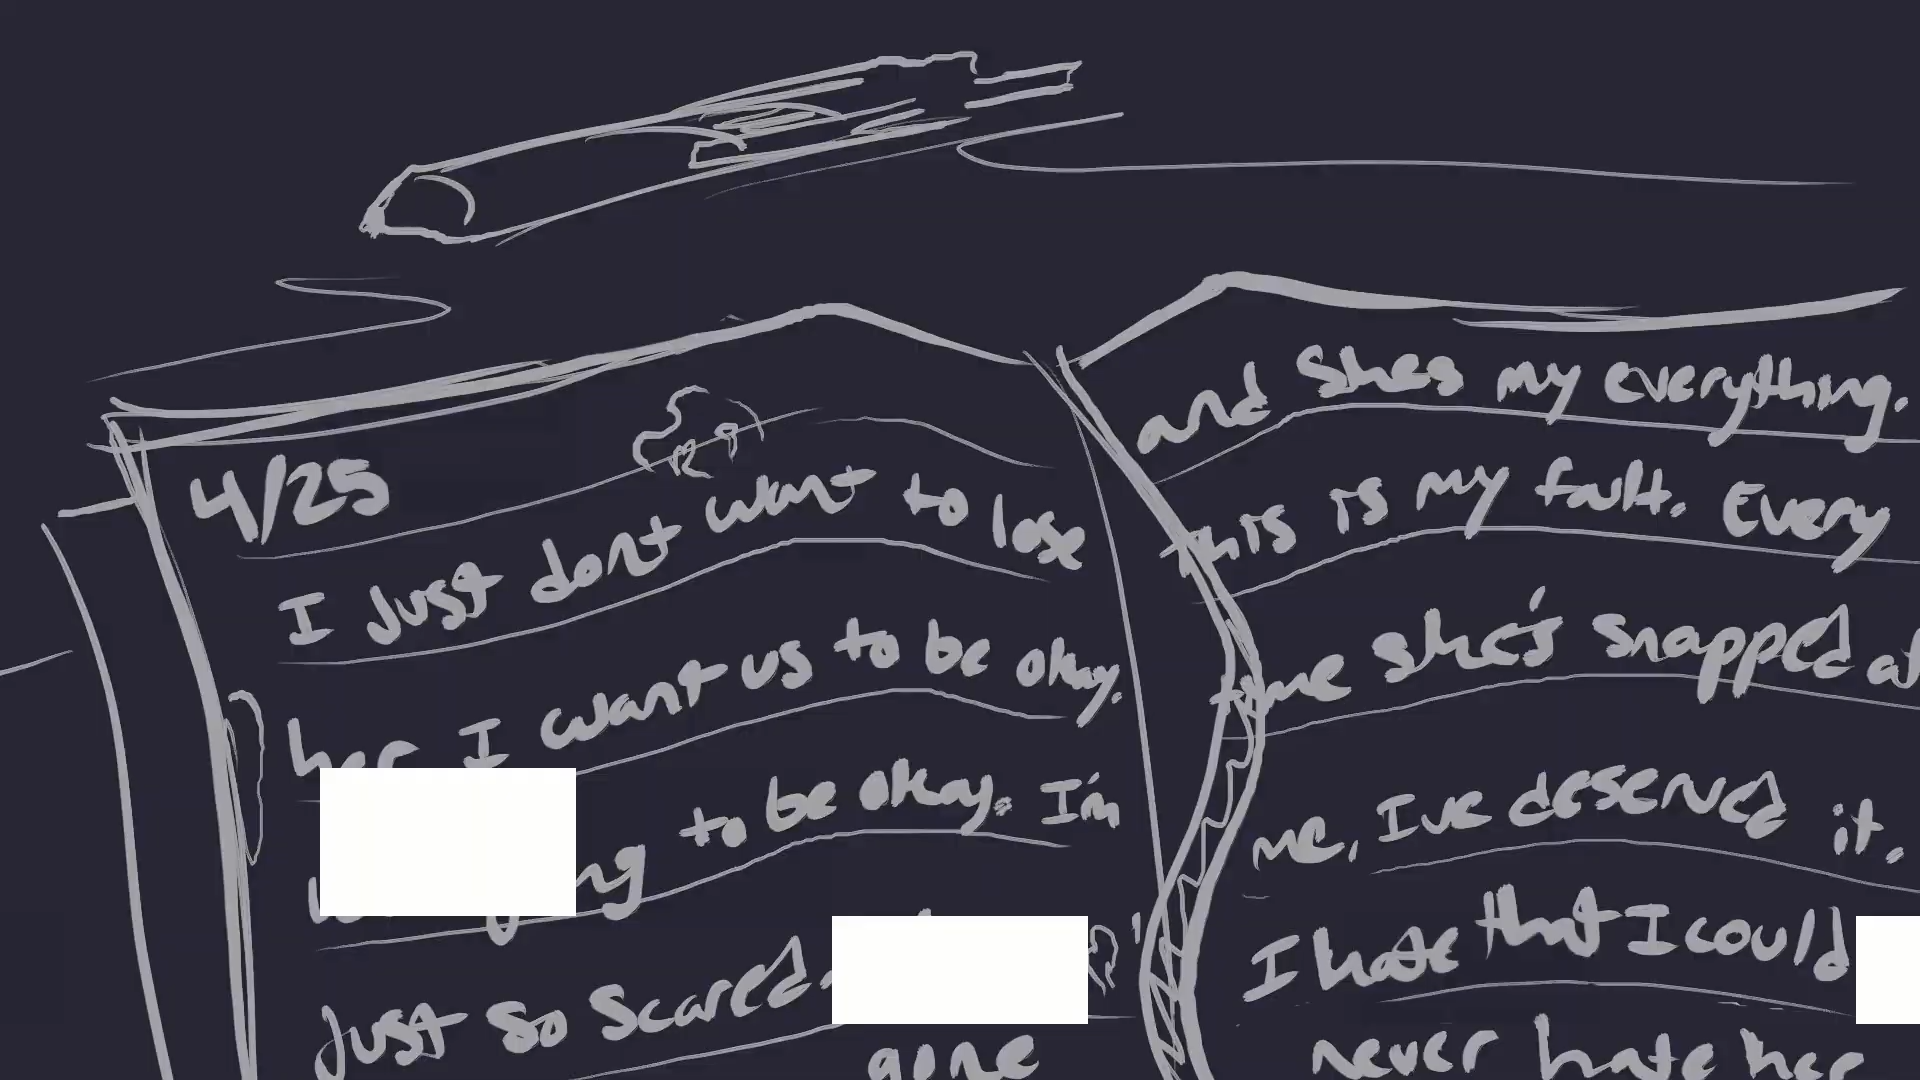 4/25
I just dont want to lose
her I want us to be okay.
to be okay. I'm
just so scared.
gone
and shes my everything.
this is my fault. Every
time she's snapped at
me, I've deserved it.
I hate that I could
never hate her